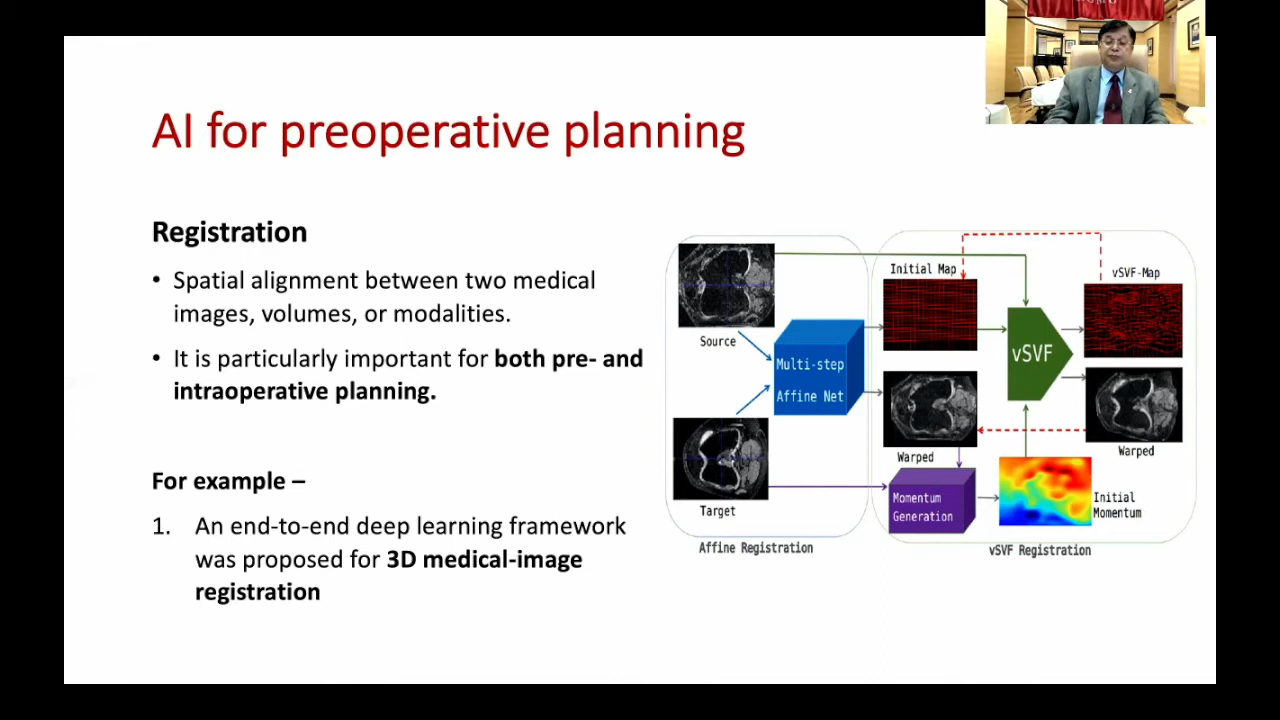 AI for preoperative planning
Registration
• Spatial alignment between two medical
images, volumes, or modalities.
• It is particularly important for both pre- and
intraoperative planning.
For example –
1. An end-to-end deep learning framework
was proposed for 3D medical-image
registration
Source
Target
Multi-step
Affine Net
Affine Registration
Initial Map
vSVF-Map
vSVF
Warped
Warped
Momentum
Generation
Initial
Momentum
vSVF Registration